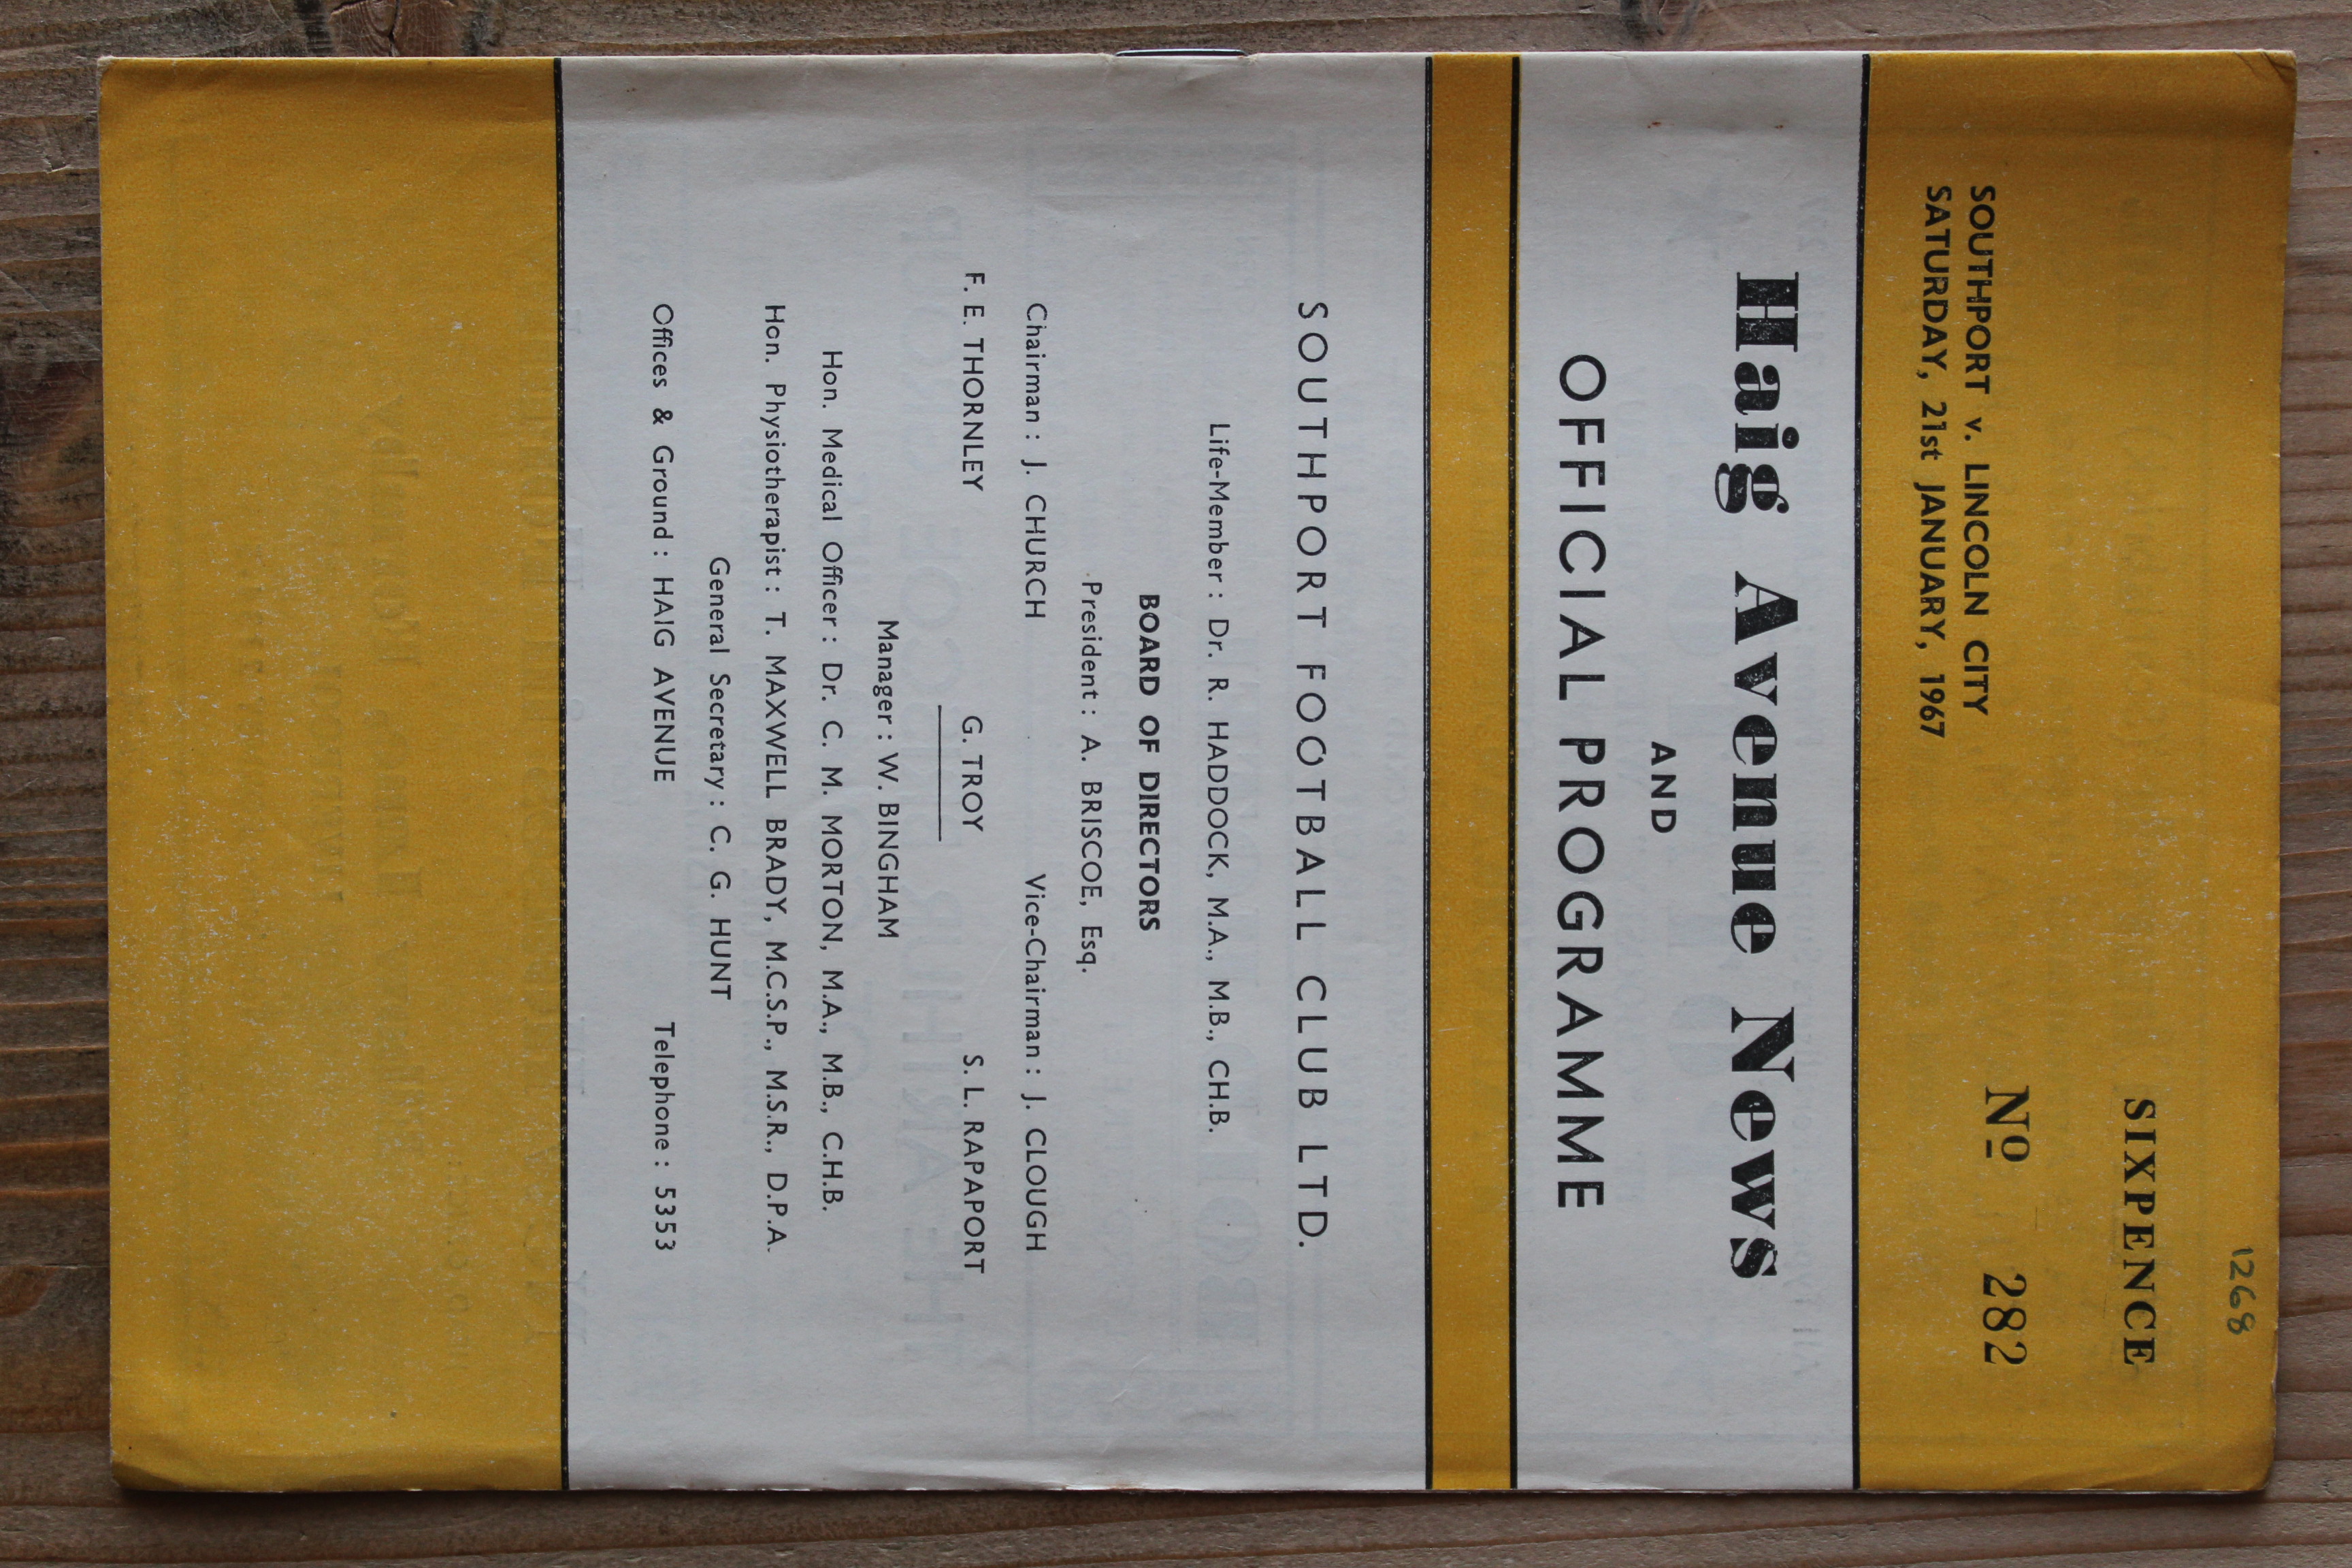 1268
SIXPENCE
SOUTHPORT v. LINCOLN CITY
SATURDAY, 21st JANUARY, 1967
No 282
Haig Avenue News
AND
OFFICIAL PROGRAMME
SOUTHPORT FOOTBALL CLUB LTD.
Life-Member : Dr. R. HADDOCK, M.A., M.B., CH.B.
BOARD OF DIRECTORS
President : A. BRISCOE, Esq.
Chairman : J. CHURCH Vice-Chairman : J. CLOUGH
F. E. THORNLEY G. TROY S. L. RAPAPORT
Manager : W. BINGHAM
Hon. Medical Officer : Dr. C. M. MORTON, M.A., M.B., C.H.B.
Hon. Physiotherapist : T. MAXWELL BRADY, M.C.S.P., M.S.R., D.P.A.
General Secretary : C. G. HUNT
Offices & Ground : HAIG AVENUE Telephone : 5353